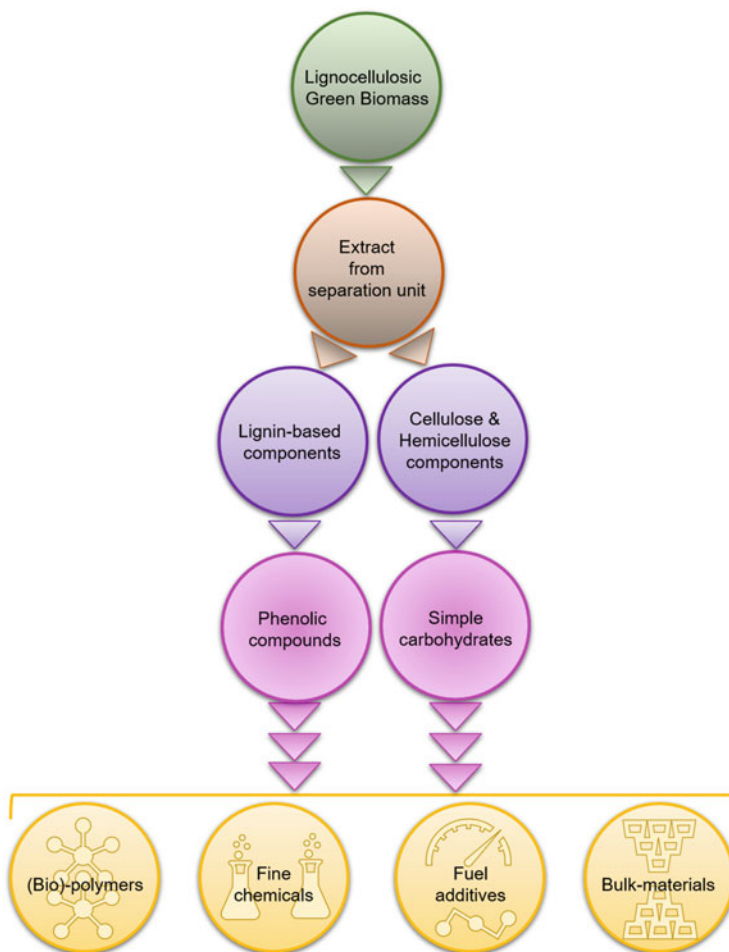 Lignocellulosic
Green Biomass
Extract
from
separation unit
Lignin-based
components
Cellulose &
Hemicellulose
components
Phenolic
compounds
Simple
carbohydrates
(Bio)-polymers
Fine
chemicals
Fuel
additives
Bulk-materials